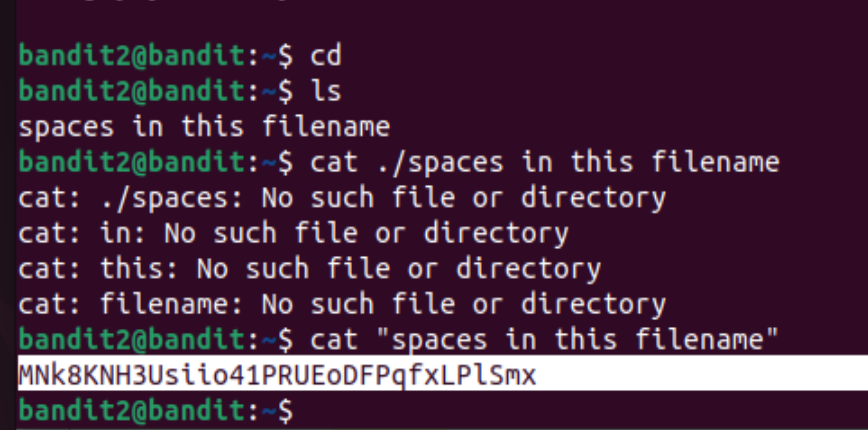 bandit2@bandit:~$ cd
bandit2@bandit:~$ ls
spaces in this filename
bandit2@bandit:~$ cat ./spaces in this filename
cat: ./spaces: No such file or directory
cat: in: No such file or directory
cat: this: No such file or directory
cat: filename: No such file or directory
bandit2@bandit:~$ cat "spaces in this filename"
MNk8KNH3Usiio41PRUEoDFPqfxLPlSmx
bandit2@bandit:~$